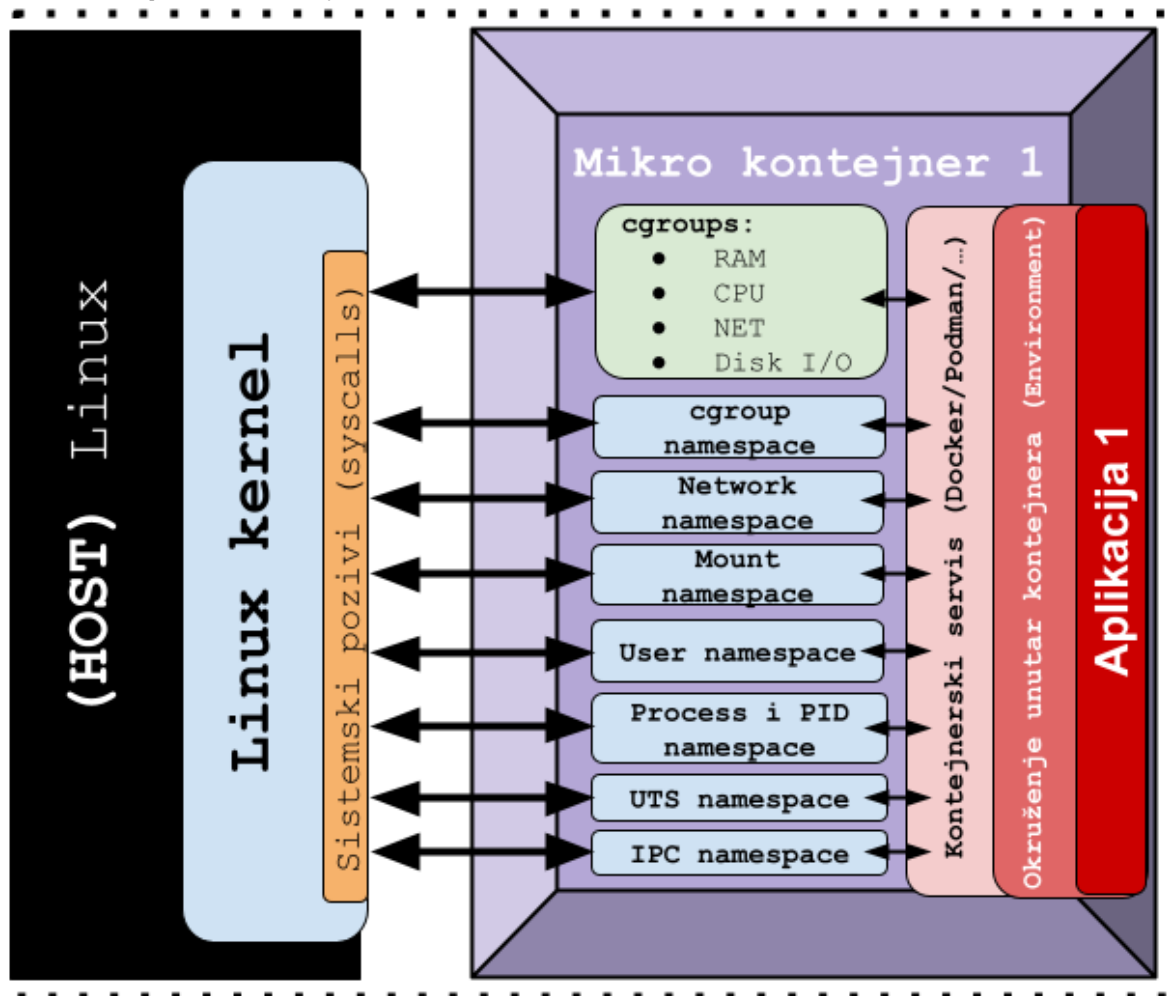 (HOST) Linux
Linux kernel
Sistemski pozivi (syscalls)
Mikro kontejner 1
cgroups:
● RAM
● CPU
● NET
● Disk I/O
cgroup
namespace
Network
namespace
Mount
namespace
User namespace
Process i PID
namespace
UTS namespace
IPC namespace
Kontejnerski servis (Docker/Podman/…)
Okruženje unutar kontejnera (Environment)
Aplikacija 1